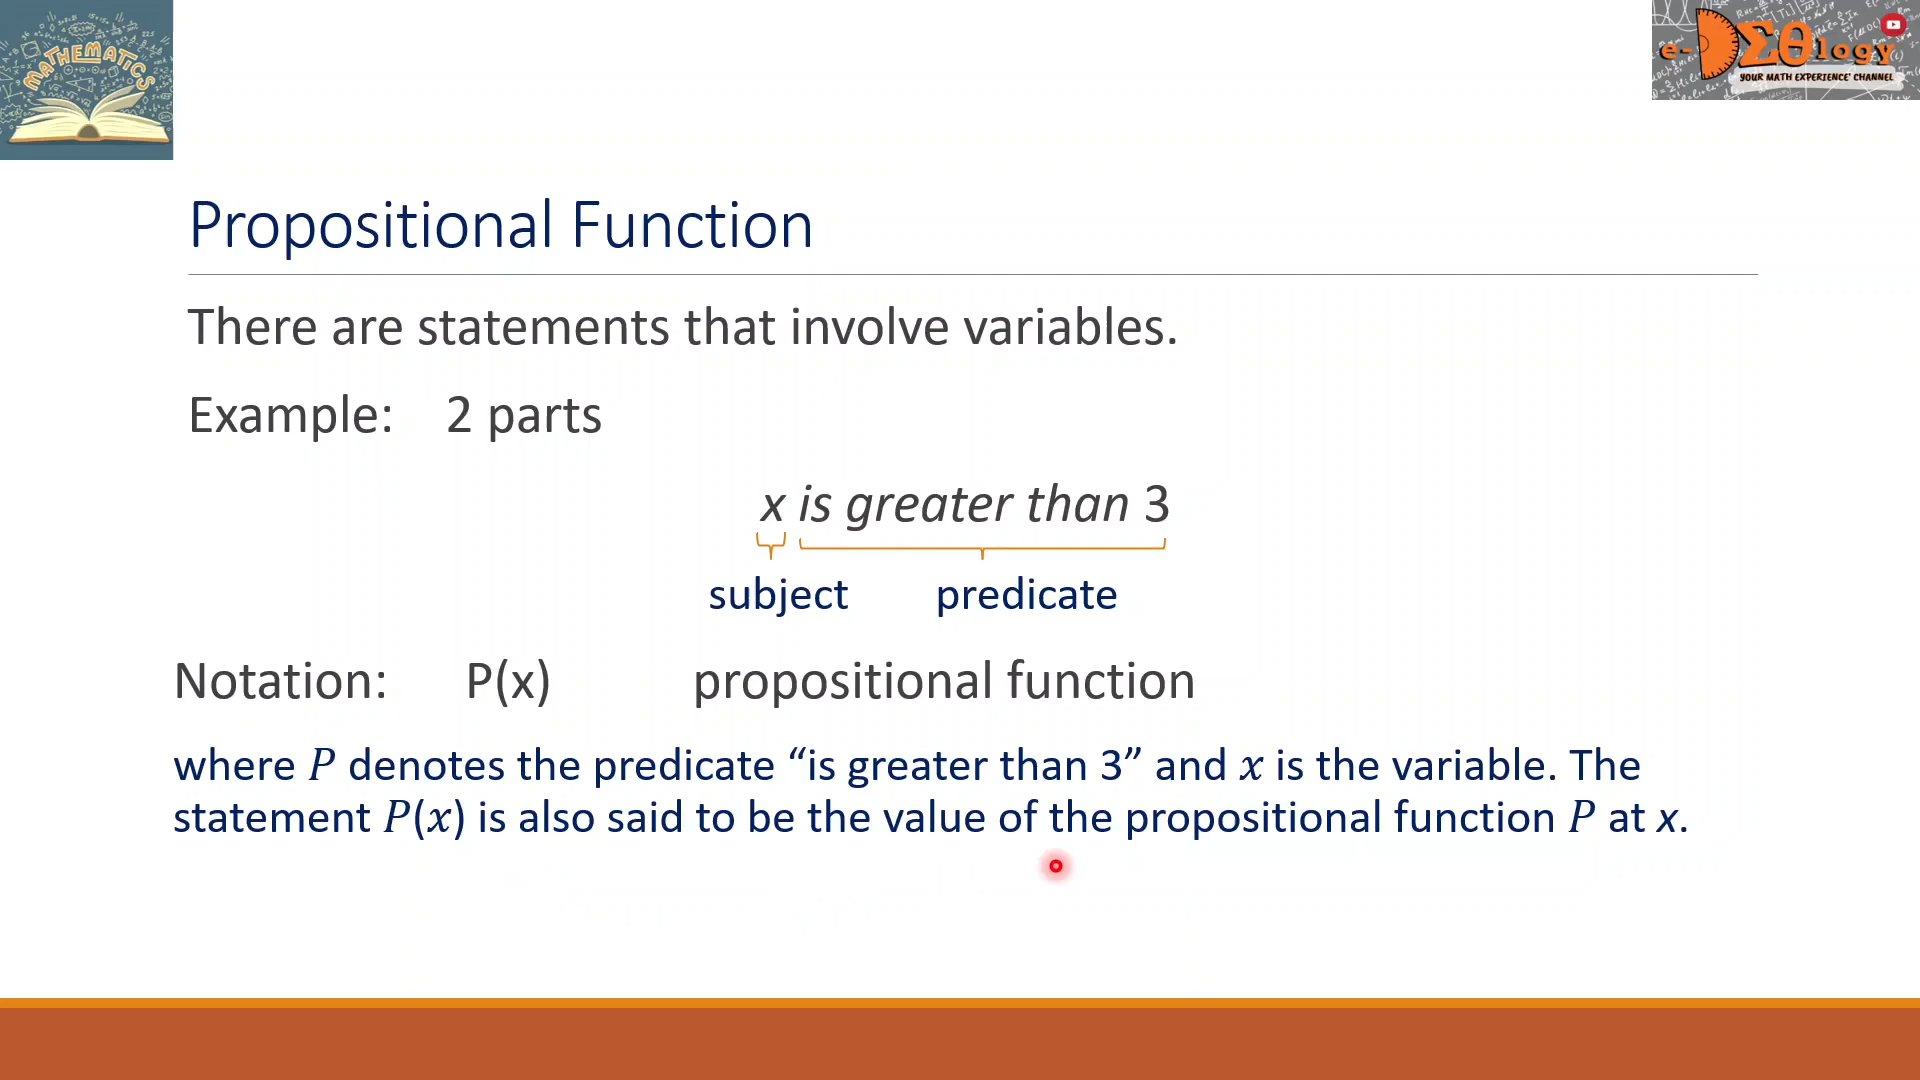 MATHEMATICS
e-DΣθlogy
YOUR MATH EXPERIENCE' CHANNEL
Propositional Function
There are statements that involve variables.
Example: 2 parts
x is greater than 3
subject predicate
Notation: P(x) propositional function
where P denotes the predicate “is greater than 3” and x is the variable. The
statement P(x) is also said to be the value of the propositional function P at x.